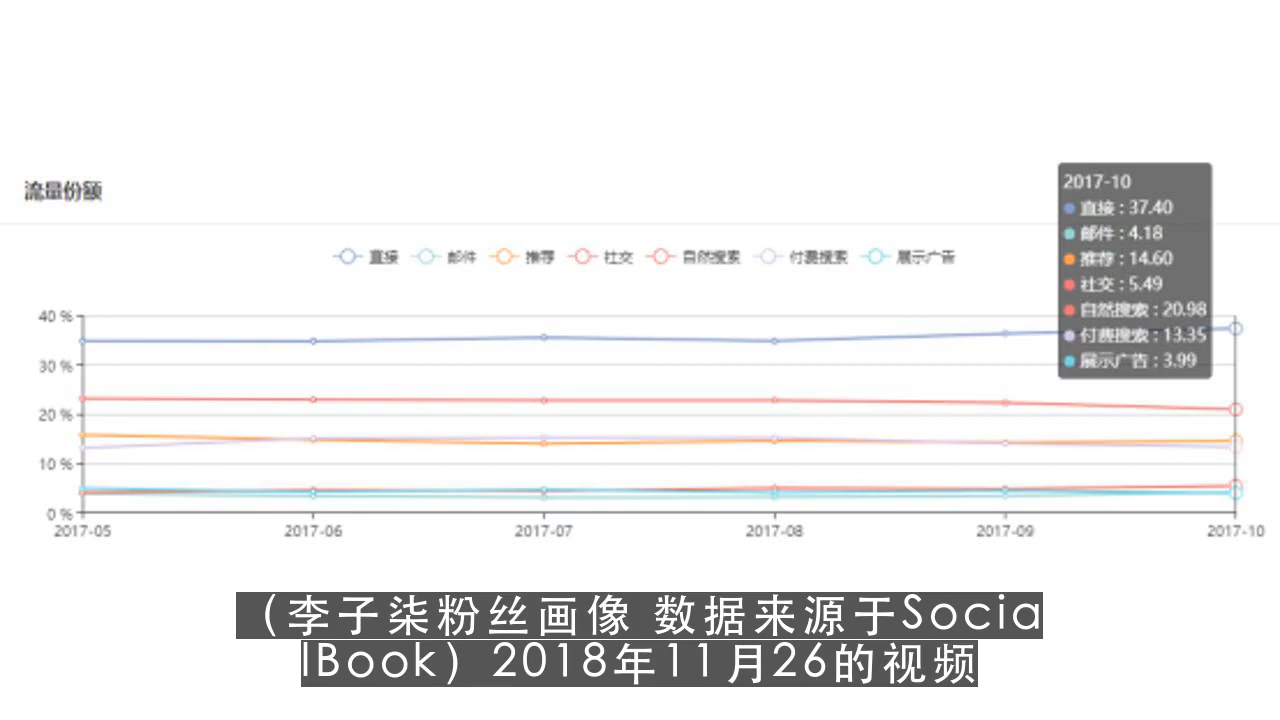 流量份额
直接 邮件 推荐 社交 自然搜索 付费搜索 展示广告
2017-10
直接 : 37.40
邮件 : 4.18
推荐 : 14.60
社交 : 5.49
自然搜索 : 20.98
付费搜索 : 13.35
展示广告 : 3.99
40 %
30 %
20 %
10 %
0 %
2017-05 2017-06 2017-07 2017-08 2017-09 2017-10
（李子柒粉丝画像 数据来源于Socia
lBook）2018年11月26的视频